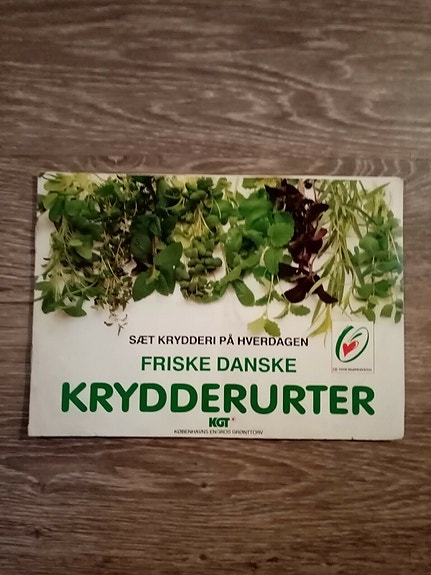 SÆT KRYDDERI PÅ HVERDAGEN
FRISKE DANSKE
KRYDDERURTER
KGT
KØBENHAVNS ENGROS GRØNTTORV